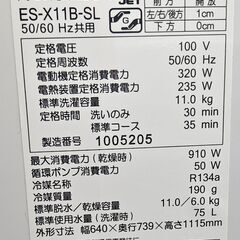 JET
ES-X11B-SL
50/60 Hz共用
左/右/後方 1cm
前/上方 5cm
下方 0cm
定格電圧 100 V
定格周波数 50/60 Hz
電動機定格消費電力 320 W
電熱装置定格消費電力 235 W
標準洗濯容量 11.0 kg
定格時間 洗いのみ 30 min
標準コース 35 min
製造番号 1005205
最大消費電力(乾燥時) 910 W
循環ポンプ消費電力 50 W
冷媒名称 R134a
冷媒質量 190 g
標準脱水/乾燥容量 11.0/6.0 kg
標準使用水量(洗濯時) 75 L
外形寸法 幅640×奥行739×高さ1115mm